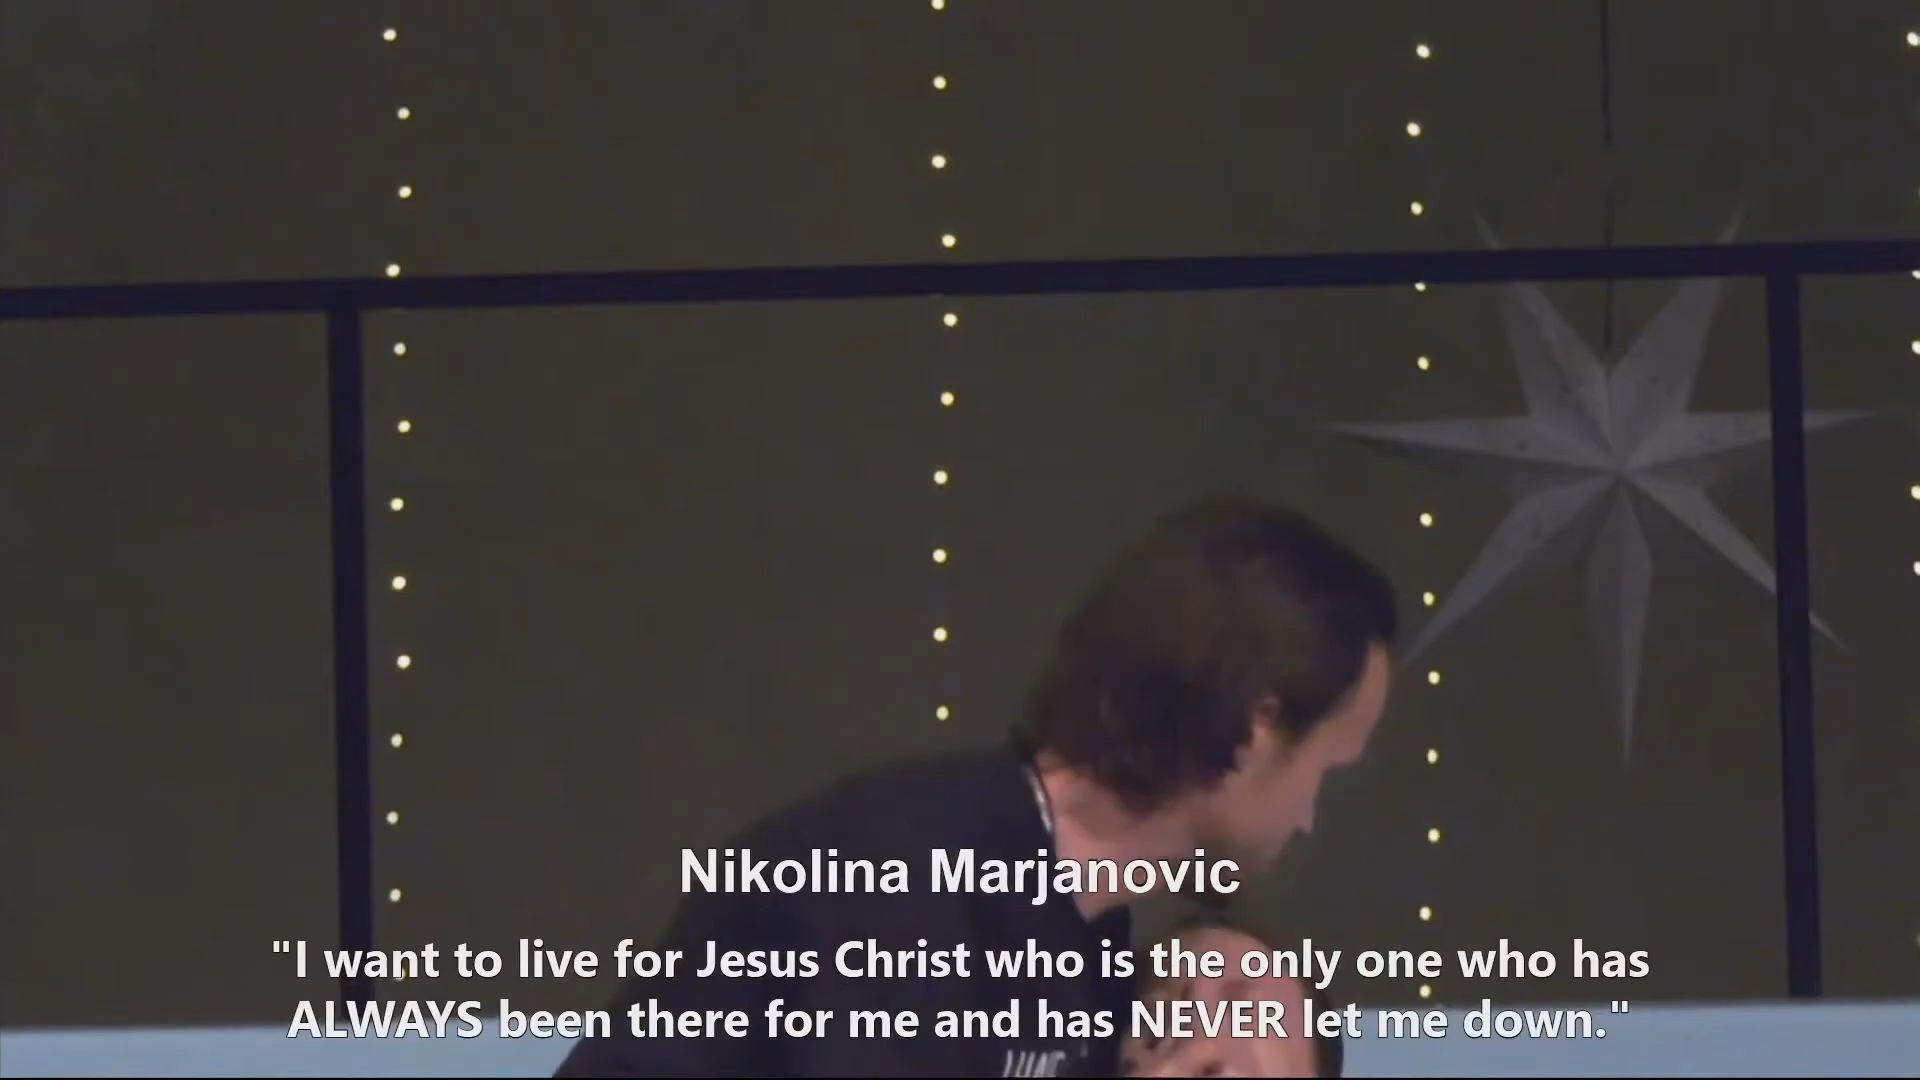 Nikolina Marjanovic
"I want to live for Jesus Christ who is the only one who has
ALWAYS been there for me and has NEVER let me down."